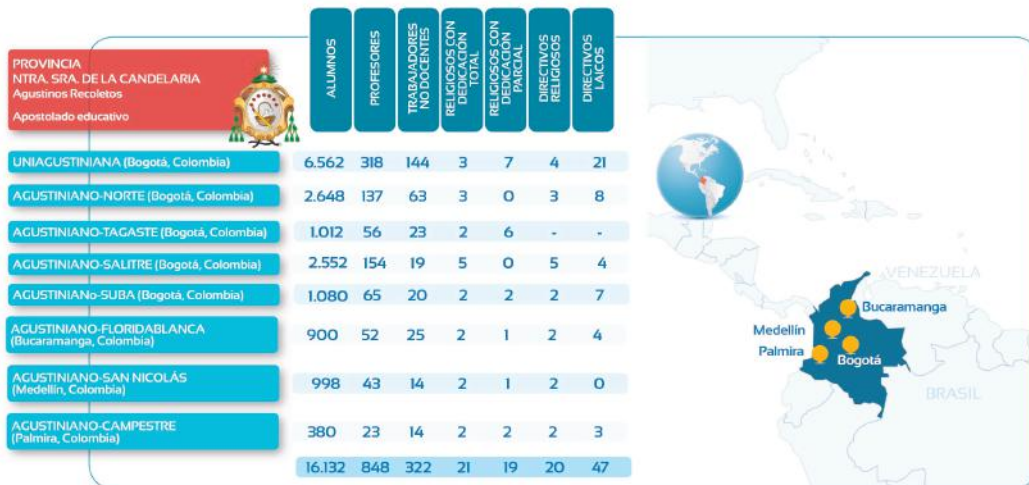 PROVINCIA
NTRA. SRA. DE LA CANDELARIA
Agustinos Recoletos
Apostolado educativo
ALUMNOS
PROFESORES
TRABAJADORES
NO DOCENTES
RELIGIOSOS CON
DEDICACIÓN
TOTAL
RELIGIOSOS CON
DEDICACIÓN
PARCIAL
DIRECTIVOS
RELIGIOSOS
DIRECTIVOS
LAICOS
UNIAGUSTINIANA (Bogotá, Colombia) 6.562 318 144 3 7 4 21
AGUSTINIANO-NORTE (Bogotá, Colombia) 2.648 137 63 3 0 3 8
AGUSTINIANO-TAGASTE (Bogotá, Colombia) 1.012 56 23 2 6 - -
AGUSTINIANO-SALITRE (Bogotá, Colombia) 2.552 154 19 5 0 5 4
AGUSTINIANo-SUBA (Bogotá, Colombia) 1.080 65 20 2 2 2 7
AGUSTINIANO-FLORIDABLANCA
(Bucaramanga, Colombia) 900 52 25 2 1 2 4
AGUSTINIANO-SAN NICOLÁS
(Medellín, Colombia) 998 43 14 2 1 2 0
AGUSTINIANO-CAMPESTRE
(Palmira, Colombia) 380 23 14 2 2 2 3
16.132 848 322 21 19 20 47
VENEZUELA
Bucaramanga
Medellín
Palmira
Bogotá
BRASIL